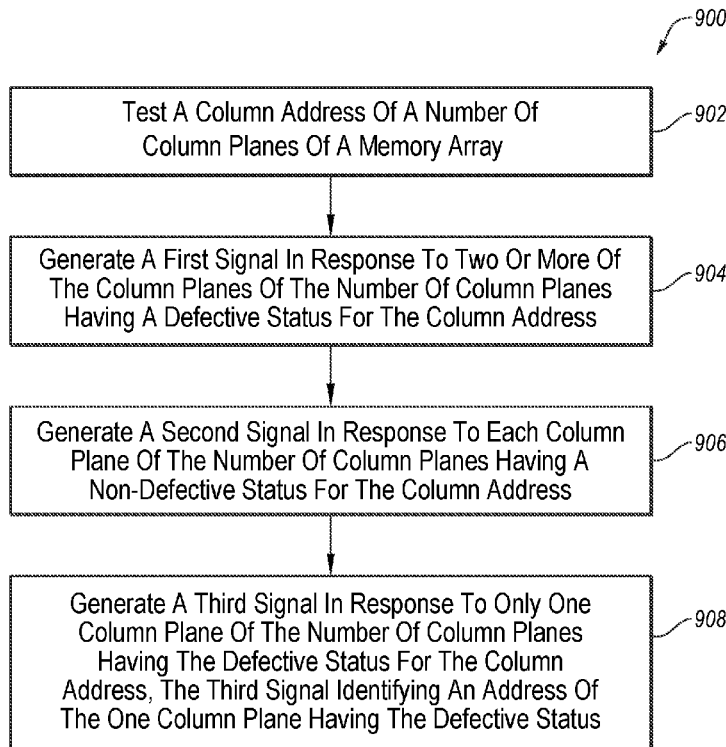 900
Test A Column Address Of A Number Of
Column Planes Of A Memory Array
902
Generate A First Signal In Response To Two Or More Of
The Column Planes Of The Number Of Column Planes
Having A Defective Status For The Column Address
904
Generate A Second Signal In Response To Each Column
Plane Of The Number Of Column Planes Having A
Non-Defective Status For The Column Address
906
Generate A Third Signal In Response To Only One
Column Plane Of The Number Of Column Planes
Having The Defective Status For The Column
Address, The Third Signal Identifying An Address Of
The One Column Plane Having The Defective Status
908